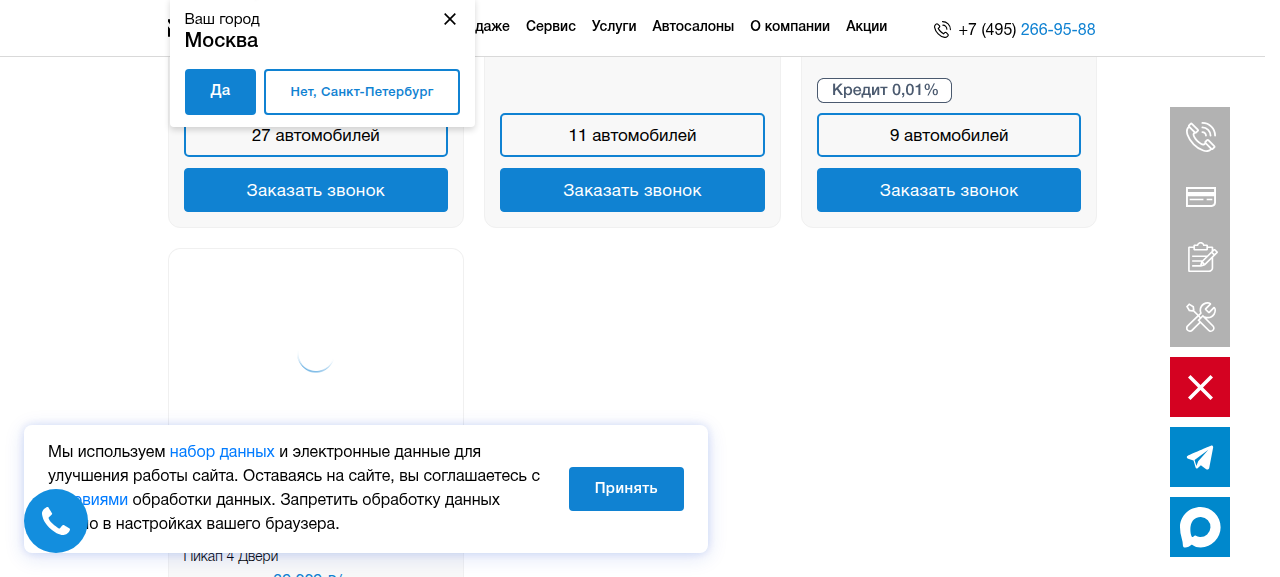 Ваш город
Москва
Да
Нет, Санкт-Петербург
Сервис
Услуги
Автосалоны
О компании
Акции
+7 (495) 266-95-88
Кредит 0,01%
27 автомобилей
11 автомобилей
9 автомобилей
Заказать звонок
Заказать звонок
Заказать звонок
Мы используем набор данных и электронные данные для
улучшения работы сайта. Оставаясь на сайте, вы соглашаетесь с
обработки данных. Запретить обработку данных
в настройках вашего браузера.
Принять
Пикап 4 Двери